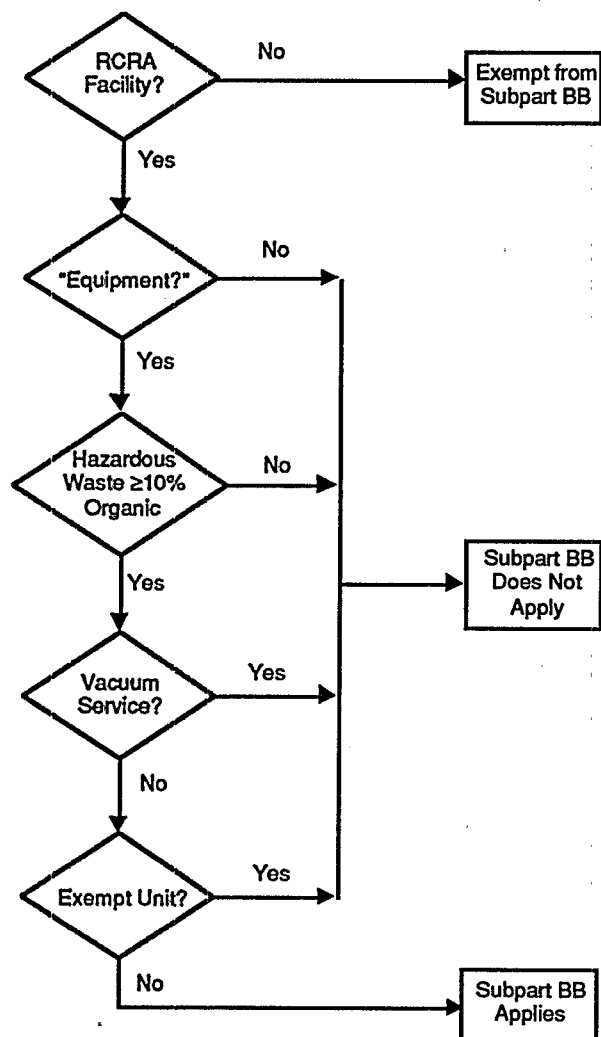 RCRA
Facility?
No
Exempt from
Subpart BB
Yes
"Equipment?"
No
Yes
Hazardous
Waste ≥10%
Organic
No
Subpart BB
Does Not
Apply
Yes
Vacuum
Service?
Yes
No
Exempt Unit?
Yes
No
Subpart BB
Applies